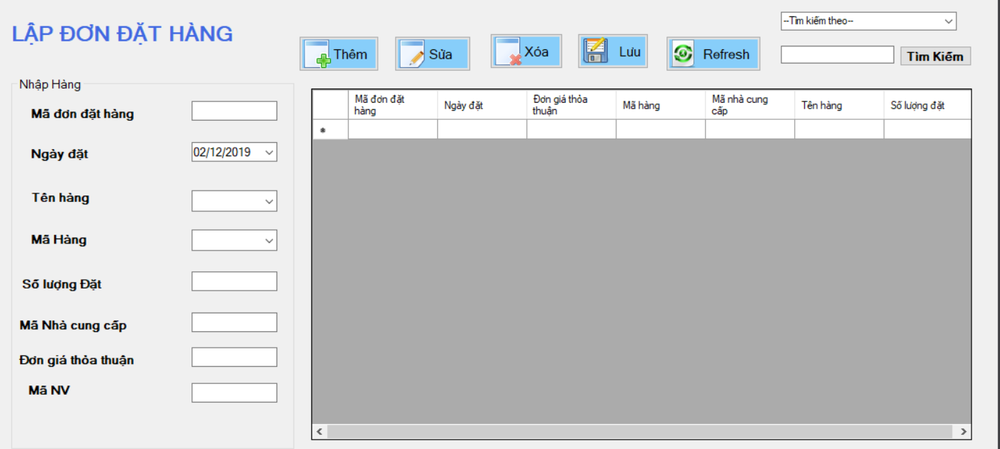 LẬP ĐƠN ĐẶT HÀNG
--Tìm kiếm theo--
Thêm
Sửa
Xóa
Lưu
Refresh
Tìm Kiếm
Nhập Hàng
Mã đơn đặt hàng
Ngày đặt
02/12/2019
Tên hàng
Mã Hàng
Số lượng Đặt
Mã Nhà cung cấp
Đơn giá thỏa thuận
Mã NV
Mã đơn đặt
hàng
Ngày đặt
Đơn giá thỏa
thuận
Mã hàng
Mã nhà cung
cấp
Tên hàng
Số lượng đặt